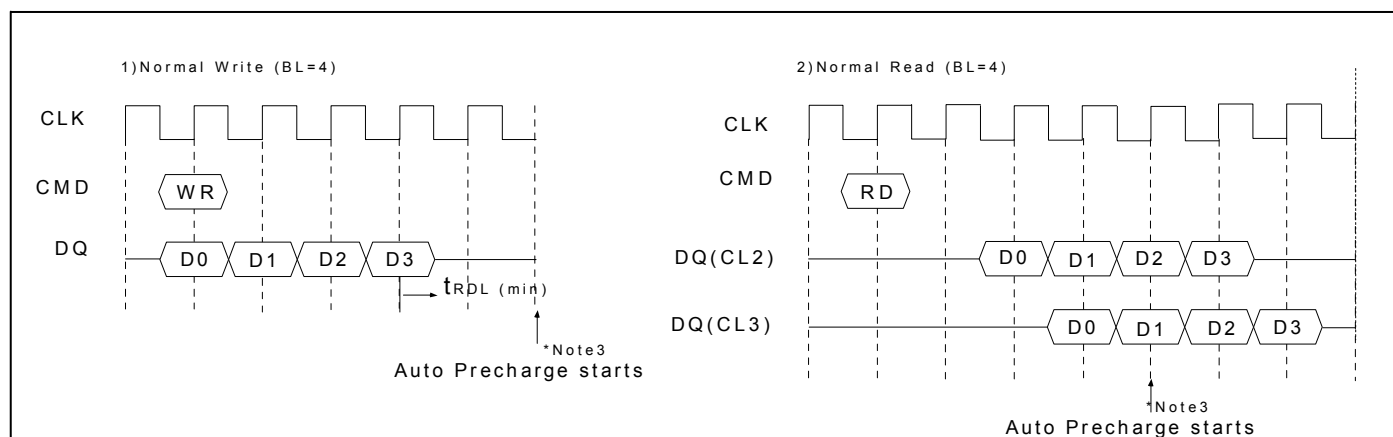 1)Normal Write (BL=4)
CLK
CMD
WR
DQ
D0 D1 D2 D3
tRDL (min)
*Note3
Auto Precharge starts
2)Normal Read (BL=4)
CLK
CMD
RD
DQ(CL2)
D0 D1 D2 D3
DQ(CL3)
D0 D1 D2 D3
*Note3
Auto Precharge starts